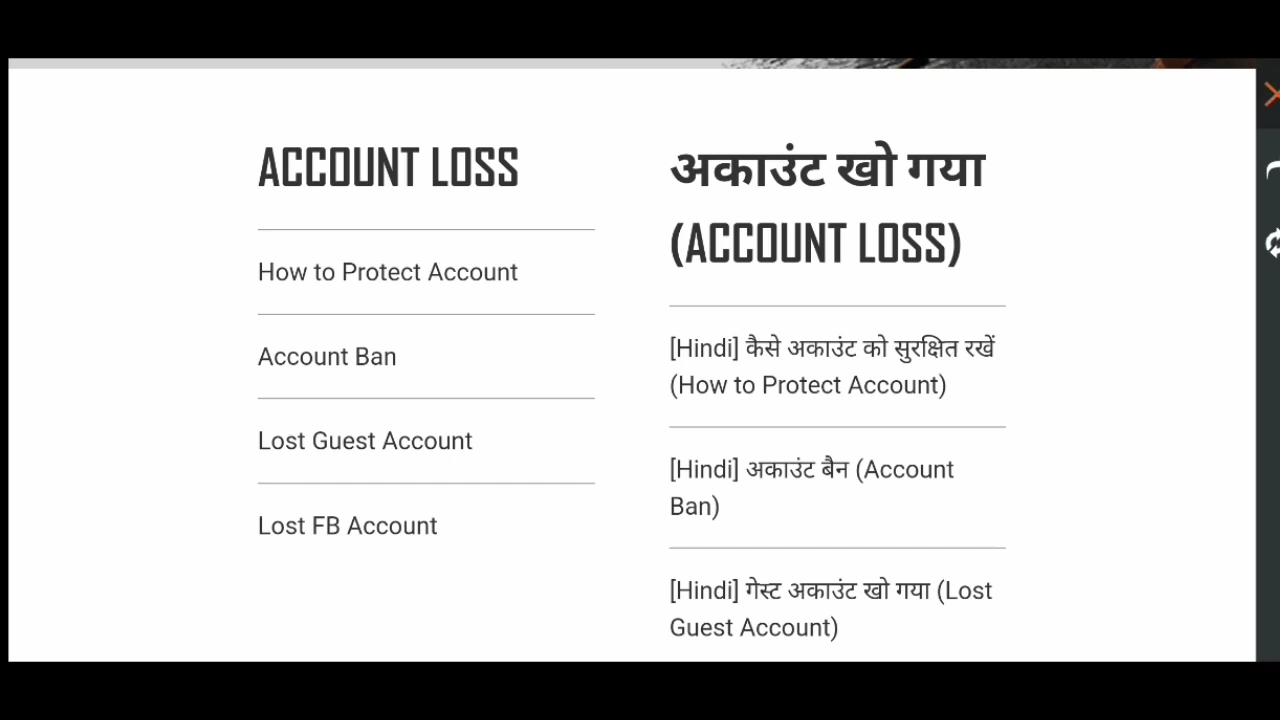 ACCOUNT LOSS
How to Protect Account
Account Ban
Lost Guest Account
Lost FB Account
अकाउंट खो गया
(ACCOUNT LOSS)
[Hindi] कैसे अकाउंट को सुरक्षित रखें
(How to Protect Account)
[Hindi] अकाउंट बैन (Account
Ban)
[Hindi] गेस्ट अकाउंट खो गया (Lost
Guest Account)